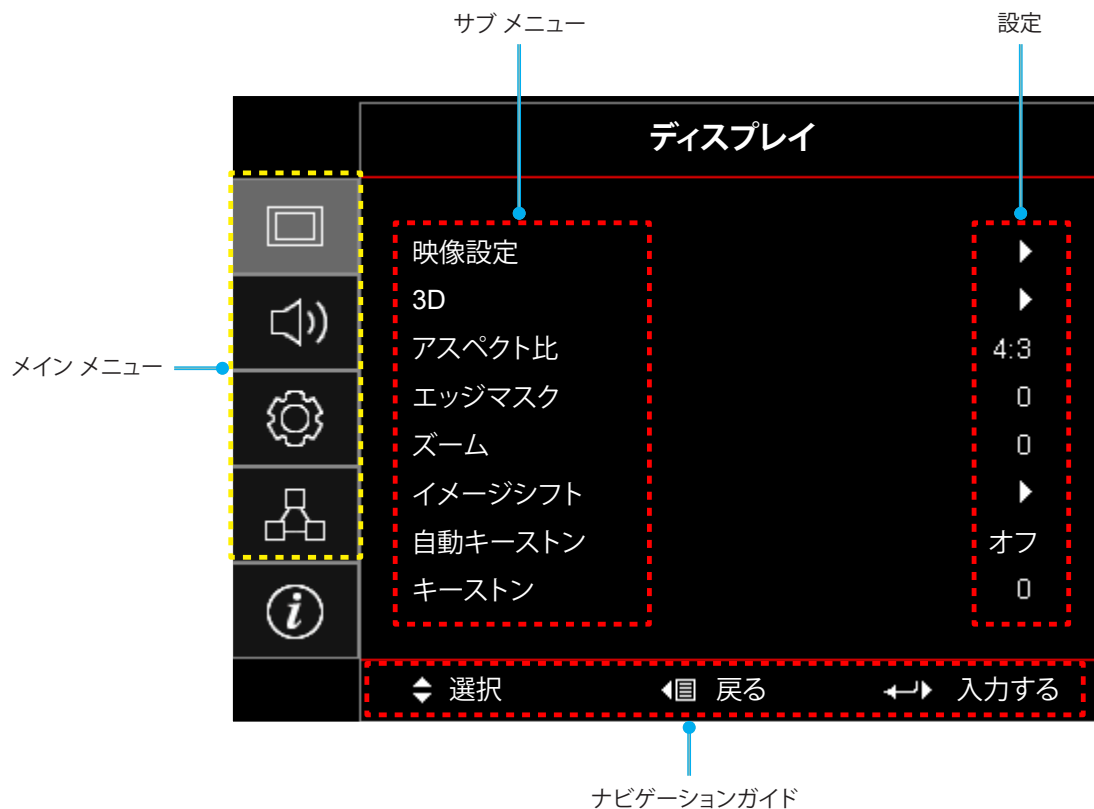 サブ メニュー
設定
ディスプレイ
映像設定
3D
アスペクト比 4:3
エッジマスク 0
ズーム 0
イメージシフト
自動キーストン オフ
キーストン 0
メイン メニュー
i
選択 戻る 入力する
ナビゲーションガイド